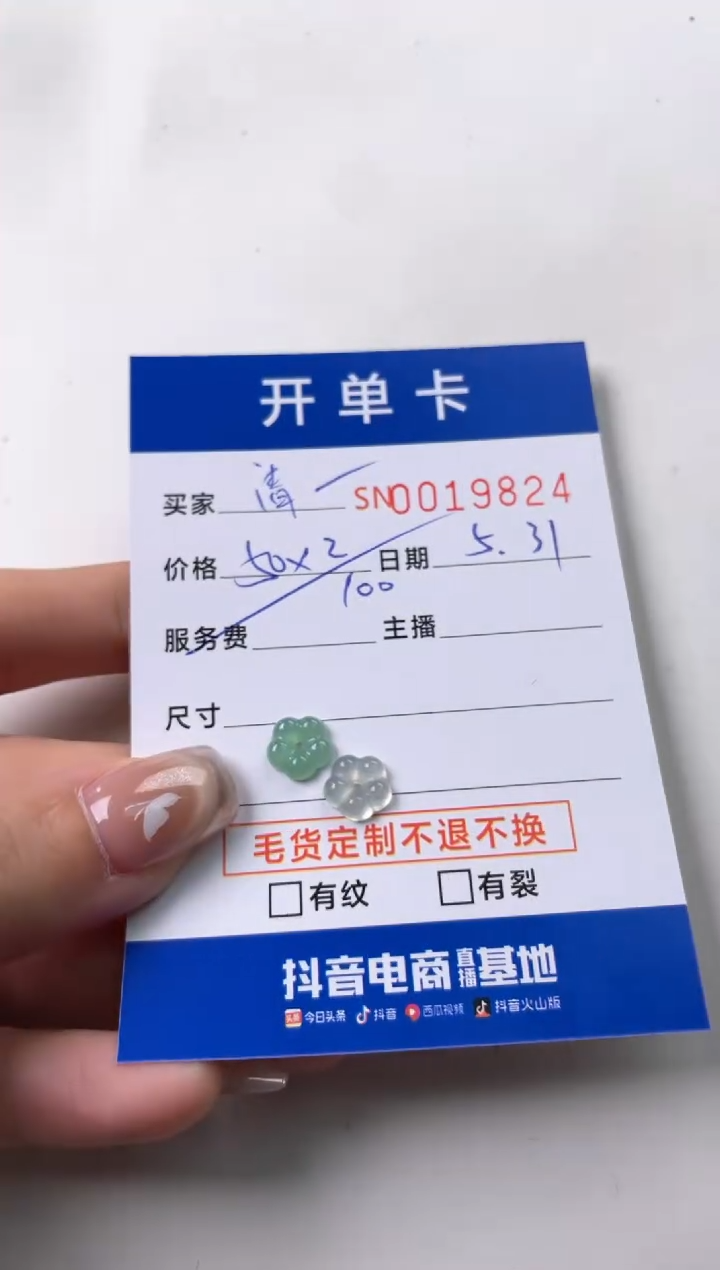 开单卡
买家 清一 SN0019824
价格 50x2 日期 5.31
100
服务费 主播
尺寸
毛货定制不退不换
□有纹 □有裂
抖音电商直播基地
头条 今日头条 抖音 西瓜视频 抖音火山版